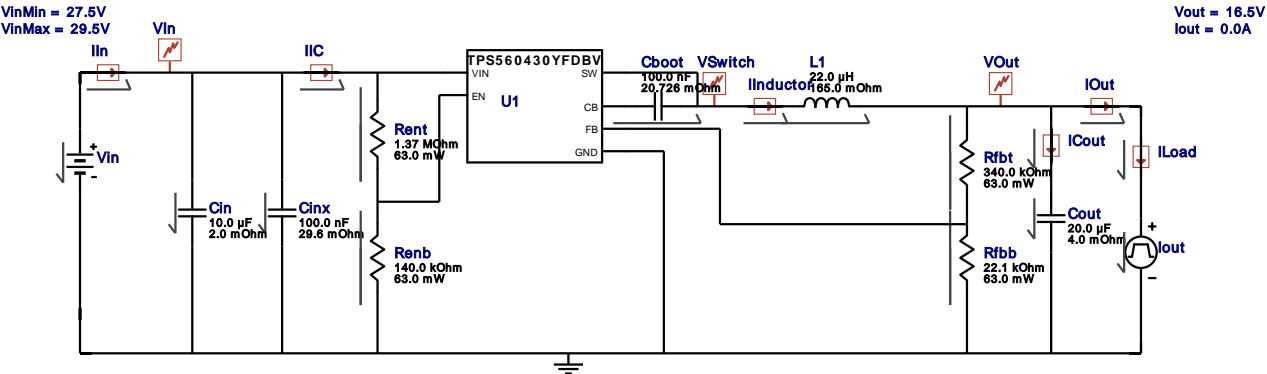 VinMin = 27.5V
VinMax = 29.5V
Vout = 16.5V
Iout = 0.0A
VIn
IIn
IIC
TPS560430YFDBV
VIN
EN
U1
SW
CB
FB
GND
Cboot
100.0 nF
20.726 mOhm
VSwitch
IInductor
L1
22.0 µH
165.0 mOhm
VOut
IOut
ICout
ILoad
Vin
+
-
Rent
1.37 MOhm
63.0 mW
Cin
10.0 µF
2.0 mOhm
Cinx
100.0 nF
29.6 mOhm
Renb
140.0 kOhm
63.0 mW
Rfbt
340.0 kOhm
63.0 mW
Rfbb
22.1 kOhm
63.0 mW
Cout
20.0 µF
4.0 mOhm
+
Iout
−